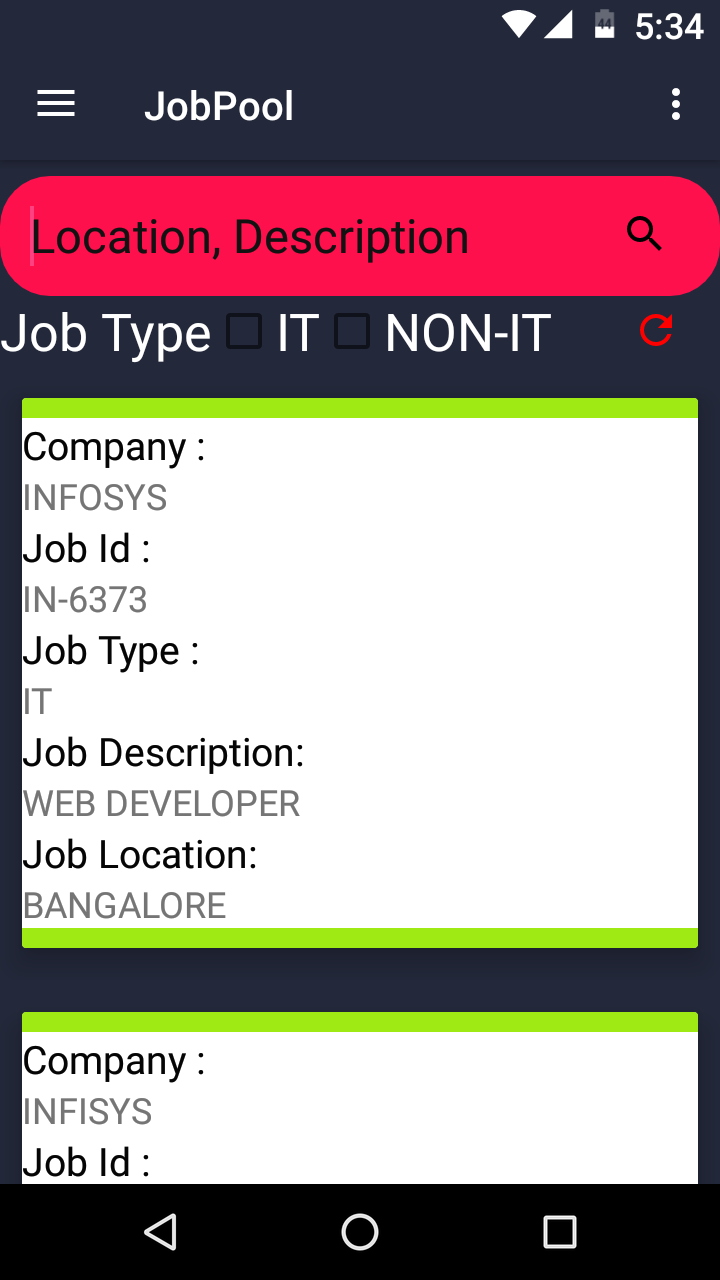 44 5:34
JobPool
Location, Description
Job Type IT NON-IT
Company :
INFOSYS
Job Id :
IN-6373
Job Type :
IT
Job Description:
WEB DEVELOPER
Job Location:
BANGALORE
Company :
INFISYS
Job Id :